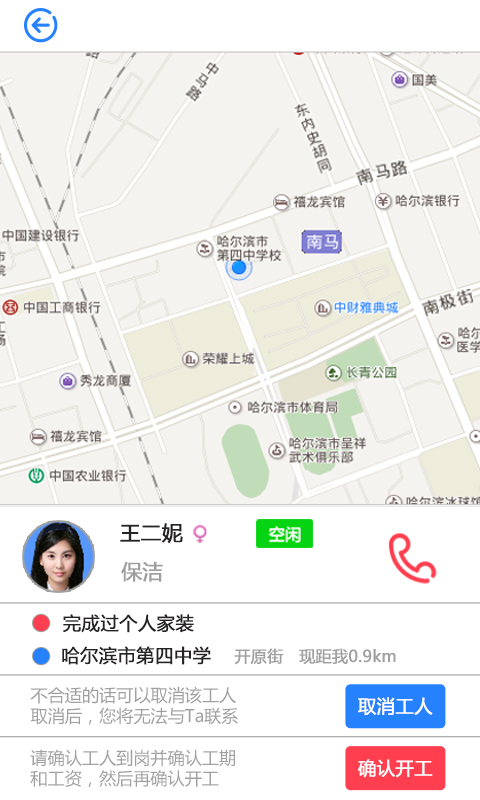 国美
中宁路
东内史胡同
南马路
禧龙宾馆
哈尔滨银行
中国建设银行
哈尔滨市
第四中学校
南马
中国工商银行
中财雅典城
南极街
荣耀上城
长青公园
秀龙商厦
哈尔滨市体育局
禧龙宾馆
哈尔滨市呈祥
武术俱乐部
中国农业银行
哈尔滨冰球馆
王二妮
空闲
保洁
完成过个人家装
哈尔滨市第四中学 开原街 现距我0.9km
不合适的话可以取消该工人
取消后，您将无法与Ta联系
取消工人
请确认工人到岗并确认工期
和工资，然后再确认开工
确认开工